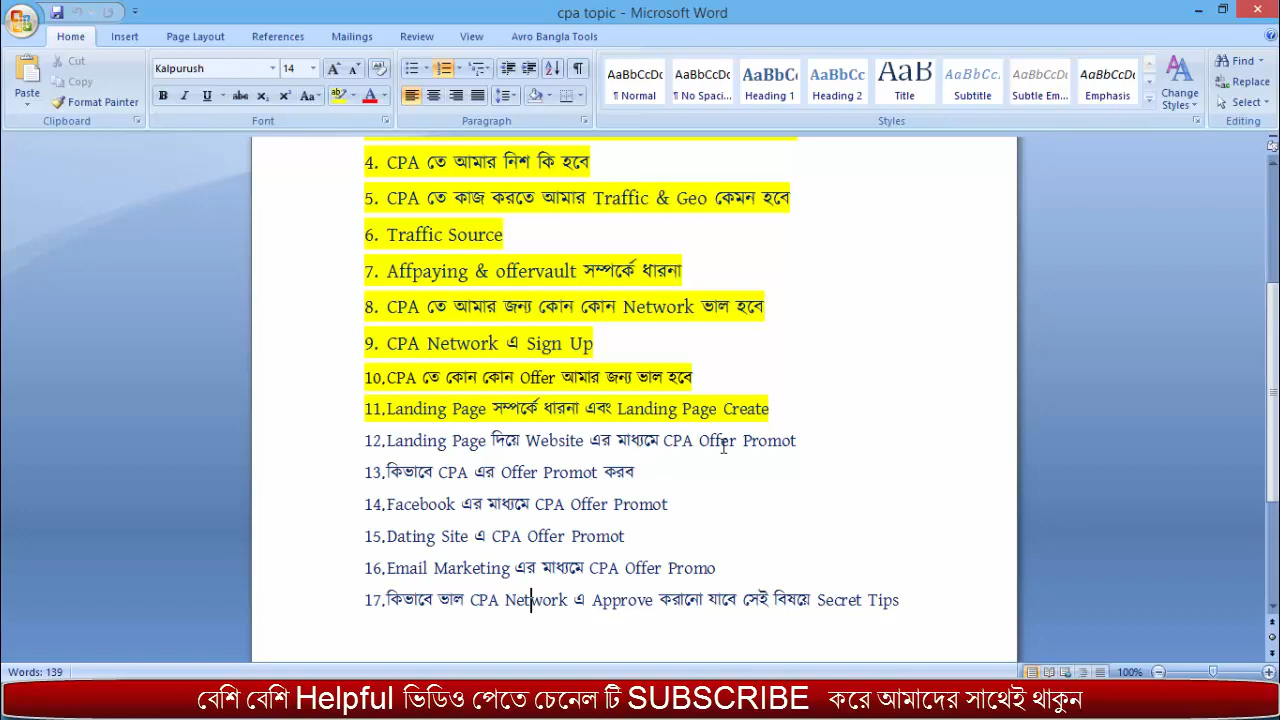 cpa topic - Microsoft Word
Home Insert Page Layout References Mailings Review View Avro Bangla Tools
Paste Cut Copy Format Painter Clipboard
Kalpurush 14 Font
Paragraph
AaBbCcDc AaBbCcDc AaBbCc AaBbCc AaB AaBbCc. AaBbCcDc AaBbCcDc
¶ Normal ¶ No Spaci... Heading 1 Heading 2 Title Subtitle Subtle Em... Emphasis
Change Styles Styles
Find Replace Select Editing
4. CPA তে আমার নিশ কি হবে
5. CPA তে কাজ করতে আমার Traffic & Geo কেমন হবে
6. Traffic Source
7. Affpaying & offervault সম্পর্কে ধারনা
8. CPA তে আমার জন্য কোন কোন Network ভাল হবে
9. CPA Network এ Sign Up
10.CPA তে কোন কোন Offer আমার জন্য ভাল হবে
11.Landing Page সম্পর্কে ধারনা এবং Landing Page Create
12.Landing Page দিয়ে Website এর মাধ্যমে CPA Offer Promot
13.কিভাবে CPA এর Offer Promot করব
14.Facebook এর মাধ্যমে CPA Offer Promot
15.Dating Site এ CPA Offer Promot
16.Email Marketing এর মাধ্যমে CPA Offer Promo
17.কিভাবে ভাল CPA Network এ Approve করানো যাবে সেই বিষয়ে Secret Tips
Words: 139 100%
বেশি বেশি Helpful ভিডিও পেতে চেনেল টি SUBSCRIBE করে আমাদের সাথেই থাকুন